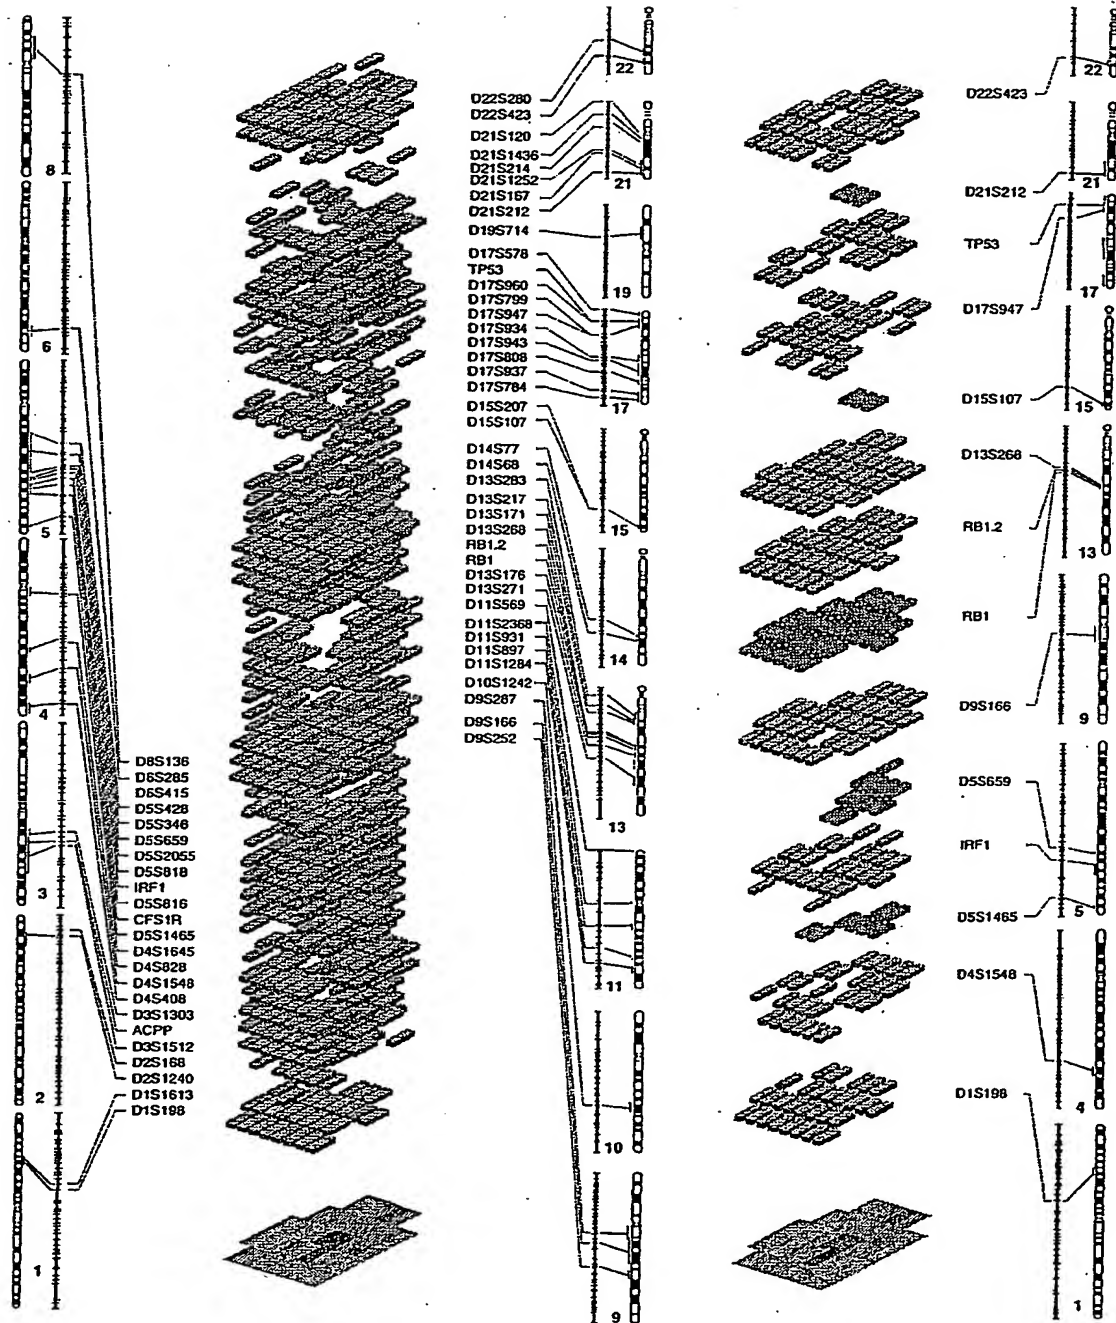 8
6
5
4
3
2
1
D8S136
D6S285
D6S415
D5S428
D5S346
D5S659
D5S2055
D5S818
IRF1
D5S816
CFS1R
D5S1465
D4S1645
D4S828
D4S1548
D4S408
D3S1303
ACPP
D3S1512
D2S168
D2S1240
D1S1613
D1S198
D22S280
D22S423
D21S120
D21S1436
D21S214
D21S1252
D21S167
D21S212
D19S714
D17S578
TP53
D17S960
D17S799
D17S947
D17S934
D17S943
D17S808
D17S937
D17S784
D15S207
D15S107
D14S77
D14S68
D13S283
D13S217
D13S171
D13S268
RB1.2
RB1
D13S176
D13S271
D11S569
D11S2368
D11S931
D11S897
D11S1284
D10S1242
D9S287
D9S166
D9S252
22
21
19
17
15
14
13
11
10
9
D22S423
D21S212
TP53
D17S947
D15S107
D13S268
RB1.2
RB1
D9S166
D5S659
IRF1
D5S1465
D4S1548
D1S198
22
21
17
15
13
9
5
4
1